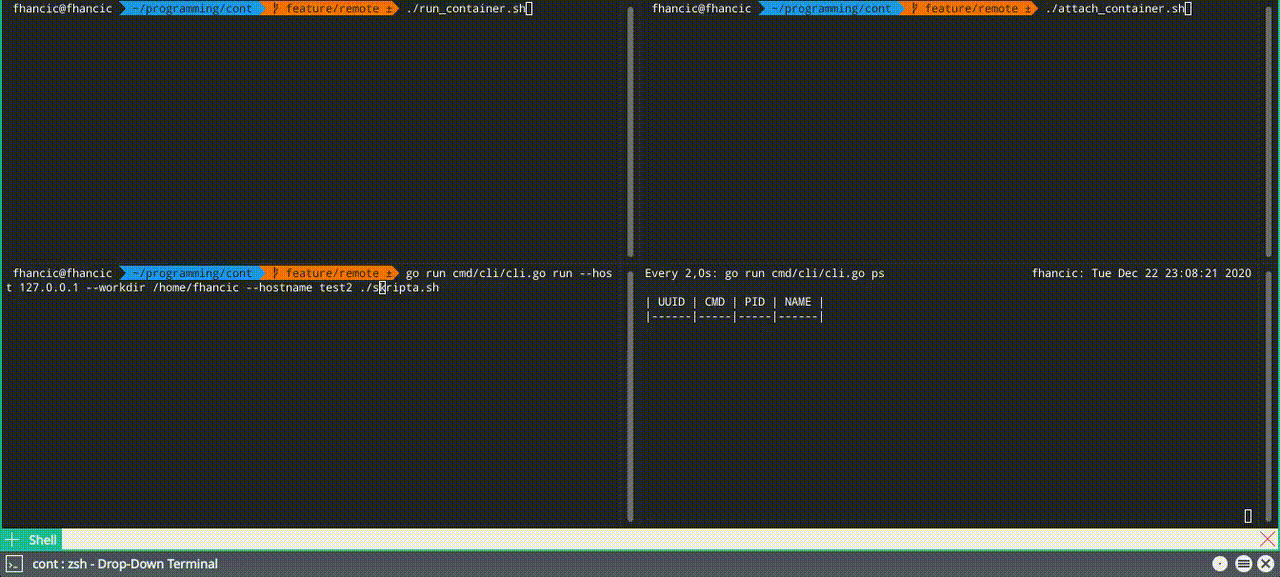 fhancic@fhancic ~/programming/cont feature/remote ± ./run_container.sh
fhancic@fhancic ~/programming/cont feature/remote ± ./attach_container.sh
fhancic@fhancic ~/programming/cont feature/remote ± go run cmd/cli/cli.go run --hos
t 127.0.0.1 --workdir /home/fhancic --hostname test2 ./skripta.sh
Every 2,0s: go run cmd/cli/cli.go ps fhancic: Tue Dec 22 23:08:21 2020
| UUID | CMD | PID | NAME |
|------|-----|-----|------|
Shell
cont : zsh - Drop-Down Terminal